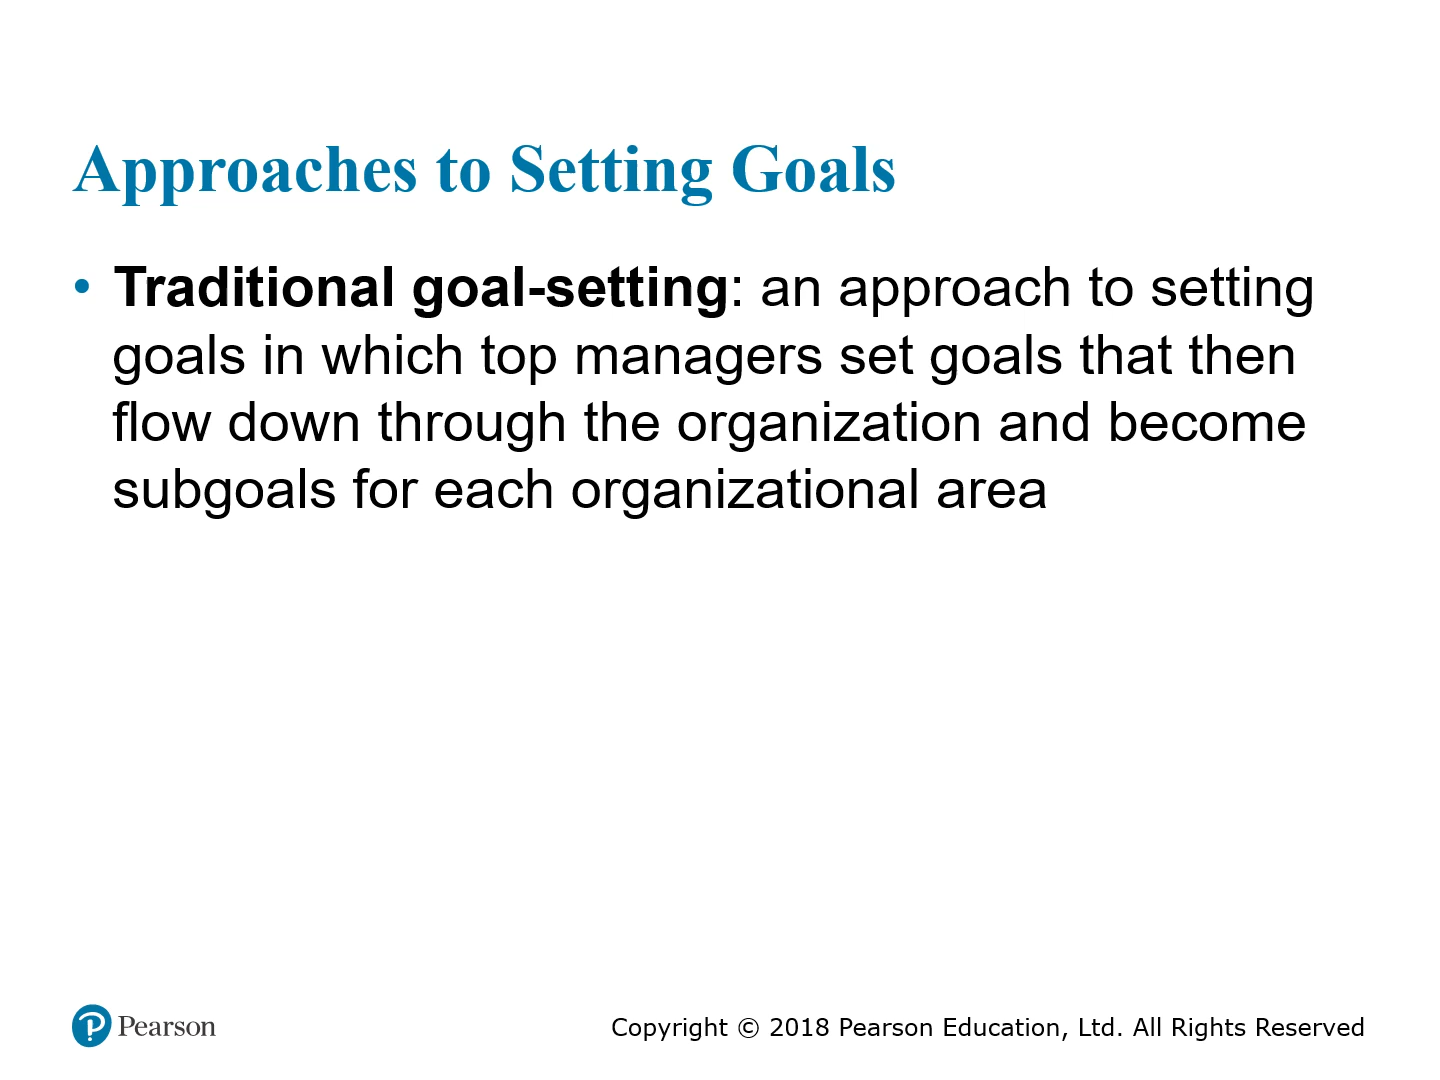 Approaches to Setting Goals
• Traditional goal-setting: an approach to setting
goals in which top managers set goals that then
flow down through the organization and become
subgoals for each organizational area
Pearson
Copyright © 2018 Pearson Education, Ltd. All Rights Reserved